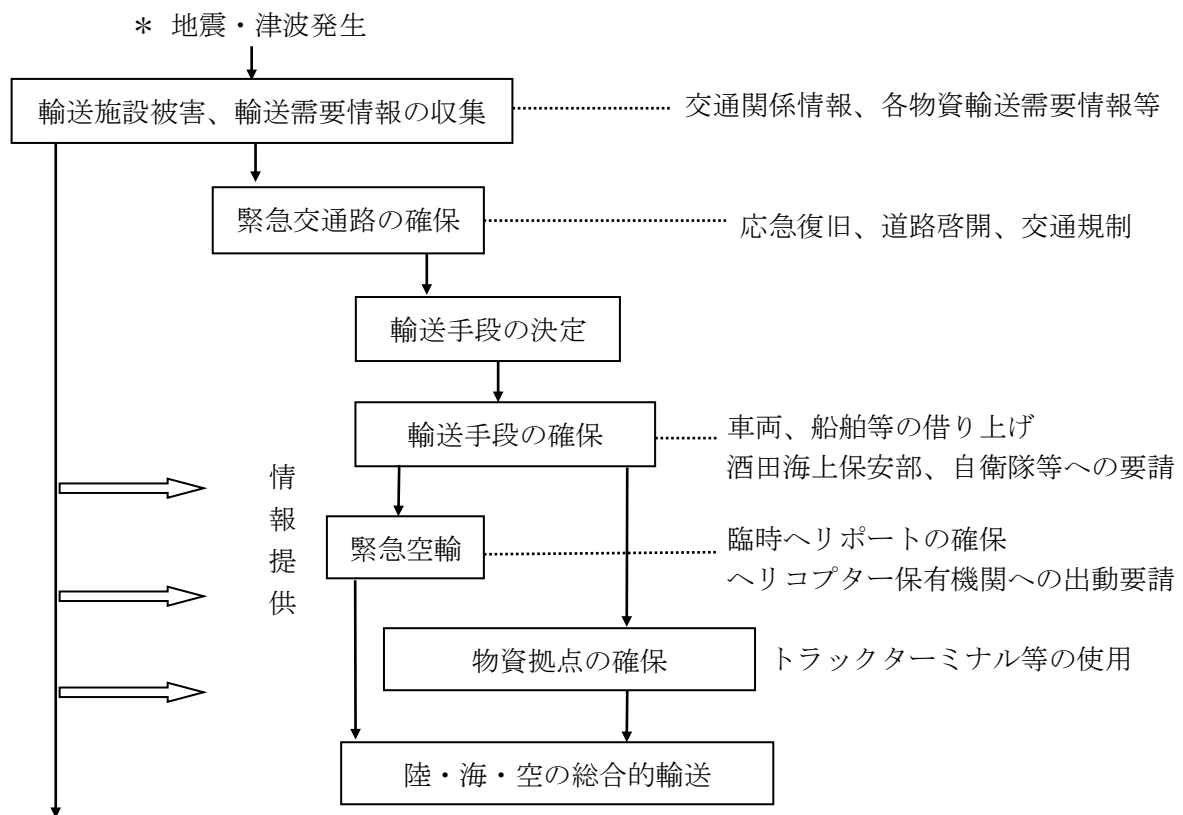 ＊ 地震・津波発生
輸送施設被害、輸送需要情報の収集
交通関係情報、各物資輸送需要情報等
緊急交通路の確保
応急復旧、道路啓開、交通規制
輸送手段の決定
輸送手段の確保
車両、船舶等の借り上げ
酒田海上保安部、自衛隊等への要請
情報提供
緊急空輸
臨時ヘリポートの確保
ヘリコプター保有機関への出動要請
物資拠点の確保
トラックターミナル等の使用
陸・海・空の総合的輸送